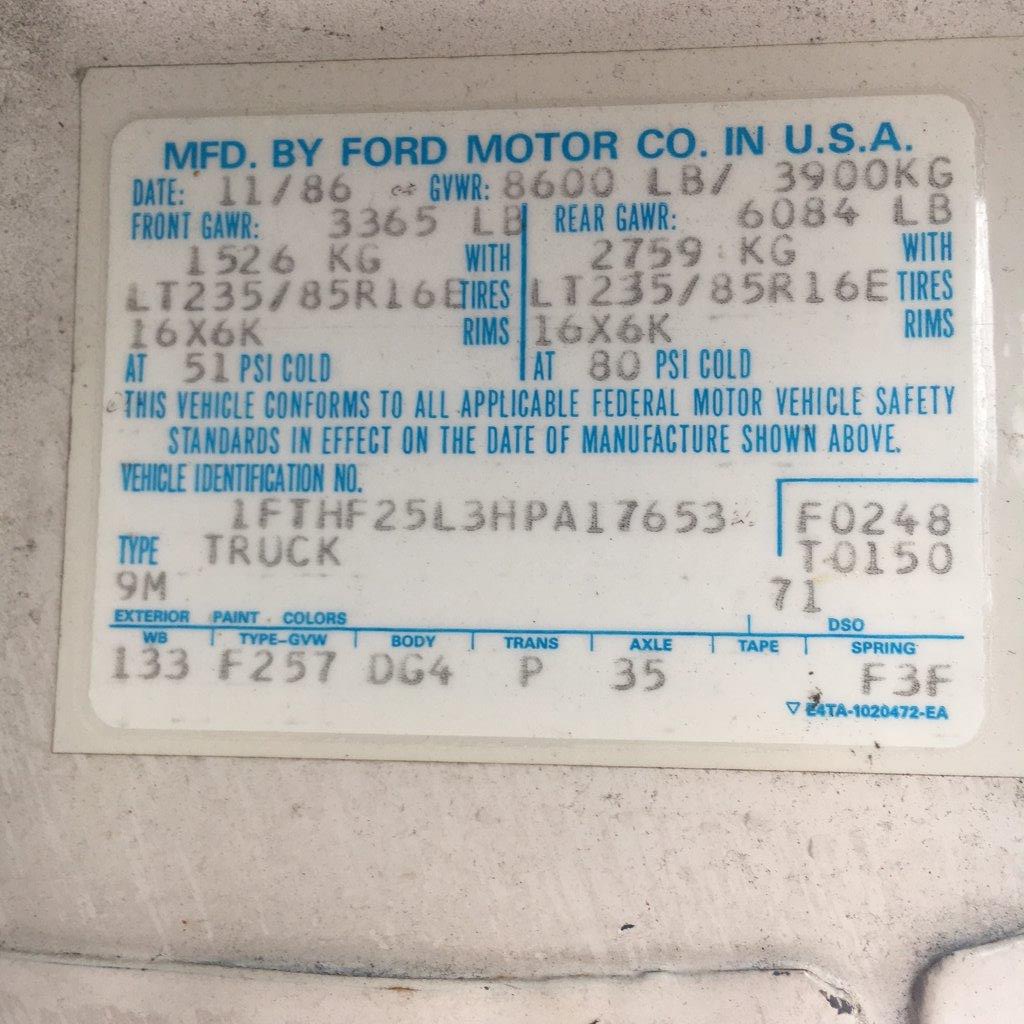 MFD. BY FORD MOTOR CO. IN U.S.A.
DATE: 11/86 GVWR: 8600 LB/ 3900KG
FRONT GAWR: 3365 LB REAR GAWR: 6084 LB
1526 KG WITH 2759 KG WITH
LT235/85R16E TIRES LT235/85R16E TIRES
16X6K RIMS 16X6K RIMS
AT 51 PSI COLD AT 80 PSI COLD
THIS VEHICLE CONFORMS TO ALL APPLICABLE FEDERAL MOTOR VEHICLE SAFETY
STANDARDS IN EFFECT ON THE DATE OF MANUFACTURE SHOWN ABOVE.
VEHICLE IDENTIFICATION NO.
1FTHF25L3HPA17653 F0248
TYPE TRUCK T0150
9M 71
EXTERIOR PAINT COLORS DSO
WB TYPE-GVW BODY TRANS AXLE TAPE SPRING
133 F257 DG4 P 35 F3F
▽ E4TA-1020472-EA